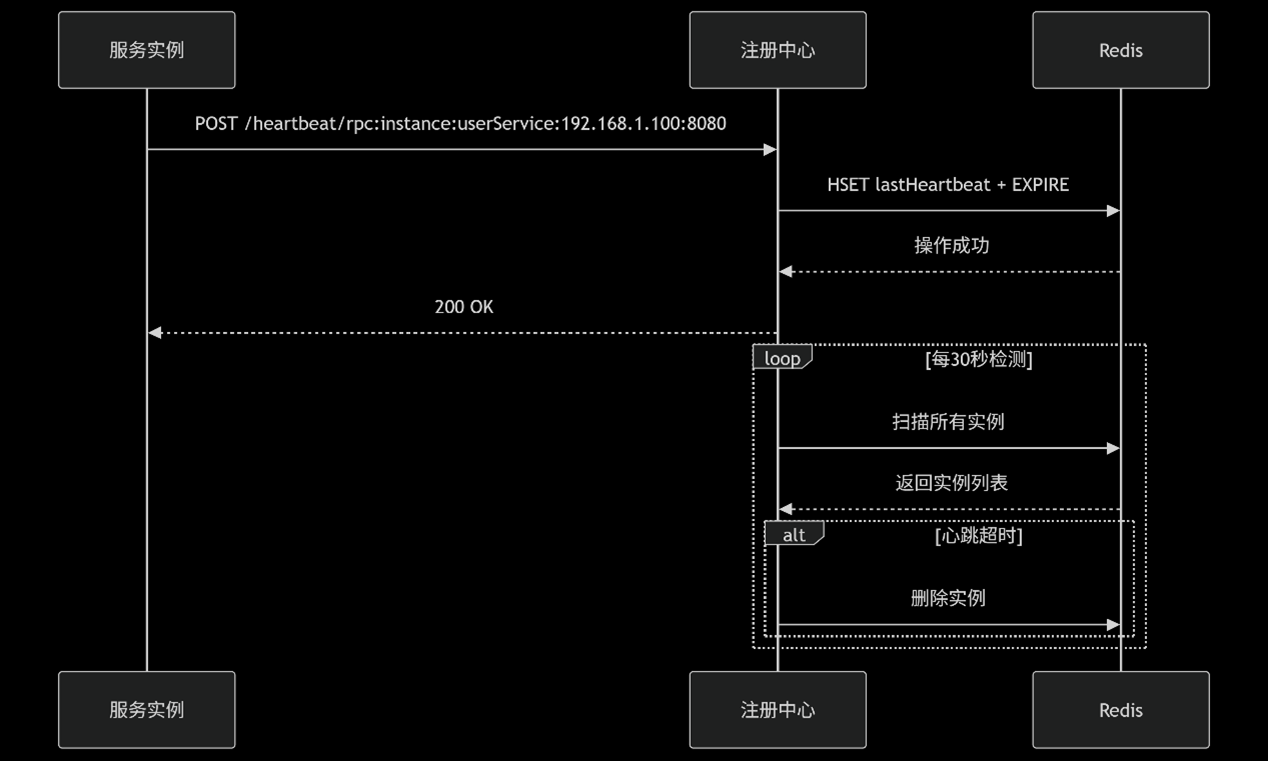 服务实例
注册中心
Redis
POST /heartbeat/rpc:instance:userService:192.168.1.100:8080
HSET lastHeartbeat + EXPIRE
操作成功
200 OK
loop
[每30秒检测]
扫描所有实例
返回实例列表
alt
[心跳超时]
删除实例
服务实例
注册中心
Redis